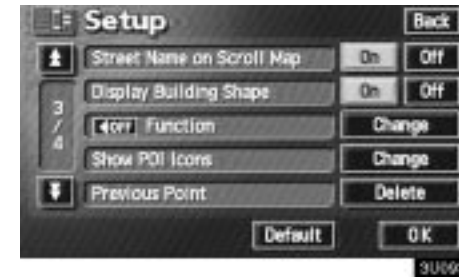 Setup Back
Street Name on Scroll Map On Off
Display Building Shape On Off
3/4
◀OFF Function Change
Show POI Icons Change
Previous Point Delete
Default OK